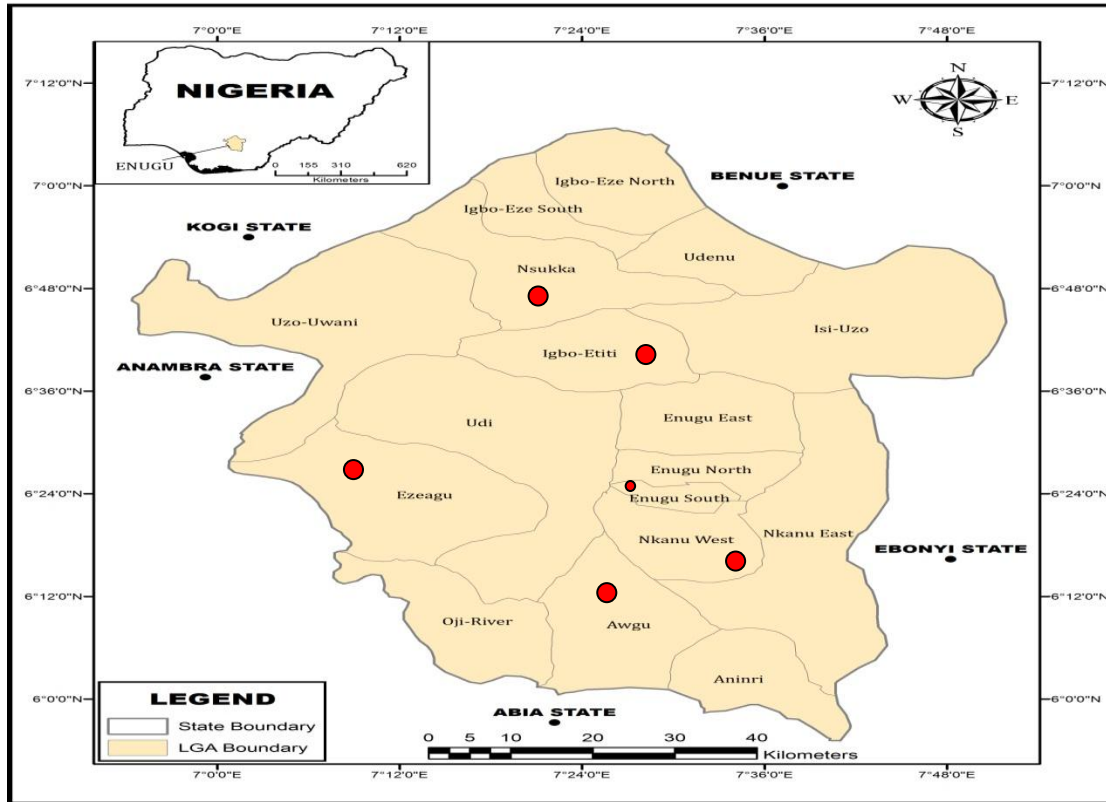 7°0'0"E
7°12'0"E
7°24'0"E
7°36'0"E
7°48'0"E
7°12'0"N
7°0'0"N
6°48'0"N
6°36'0"N
6°24'0"N
6°12'0"N
6°0'0"N
7°12'0"N
7°0'0"N
6°48'0"N
6°36'0"N
6°24'0"N
6°12'0"N
6°0'0"N
NIGERIA
ENUGU
0 155 310 620
Kilometers
N
W E
S
BENUE STATE
KOGI STATE
ANAMBRA STATE
EBONYI STATE
ABIA STATE
Igbo-Eze North
Igbo-Eze South
Udenu
Nsukka
Uzo-Uwani
Isi-Uzo
Igbo-Etiti
Udi
Enugu East
Enugu North
Enugu South
Ezeagu
Nkanu West
Nkanu East
Oji-River
Awgu
Aninri
LEGEND
State Boundary
LGA Boundary
0 5 10 20 30 40
Kilometers
7°0'0"E
7°12'0"E
7°24'0"E
7°36'0"E
7°48'0"E